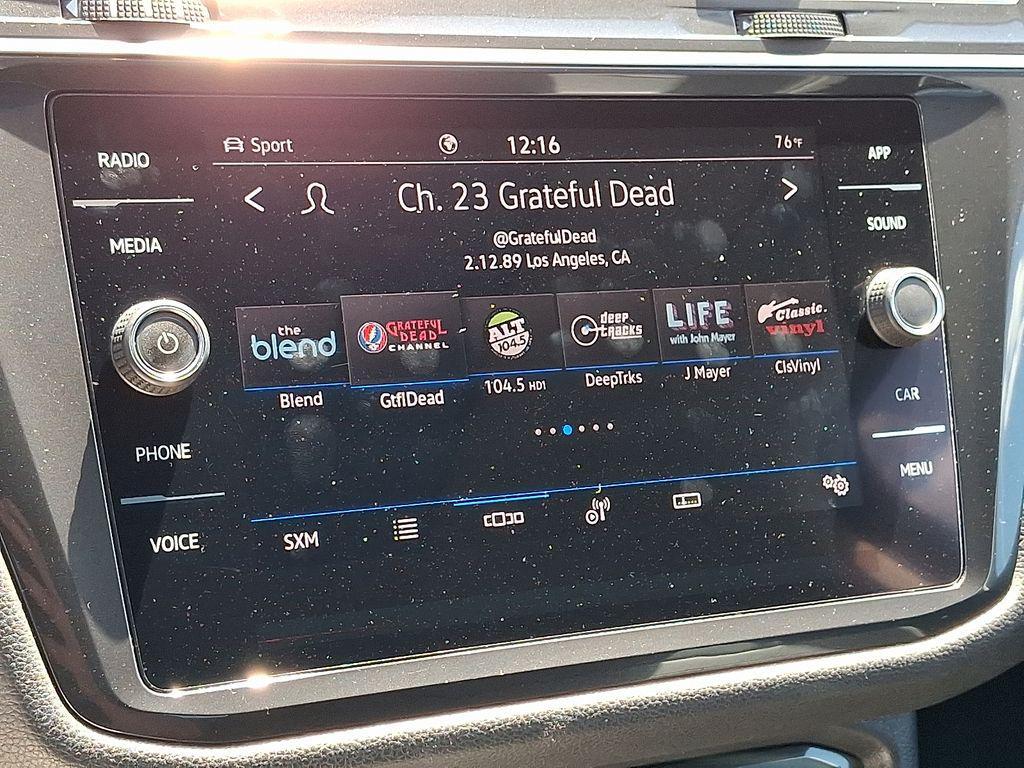 Sport
12:16
76°F
RADIO
MEDIA
PHONE
VOICE
APP
SOUND
CAR
MENU
Ch. 23 Grateful Dead
@GratefulDead
2.12.89 Los Angeles, CA
the
blend
GRATEFUL
DEAD
CHANNEL
ALT
104.5
deep
tracks
LIFE
with John Mayer
Classic
vinyl
Blend
GtflDead
104.5 HD1
DeepTrks
J Mayer
ClsVinyl
SXM